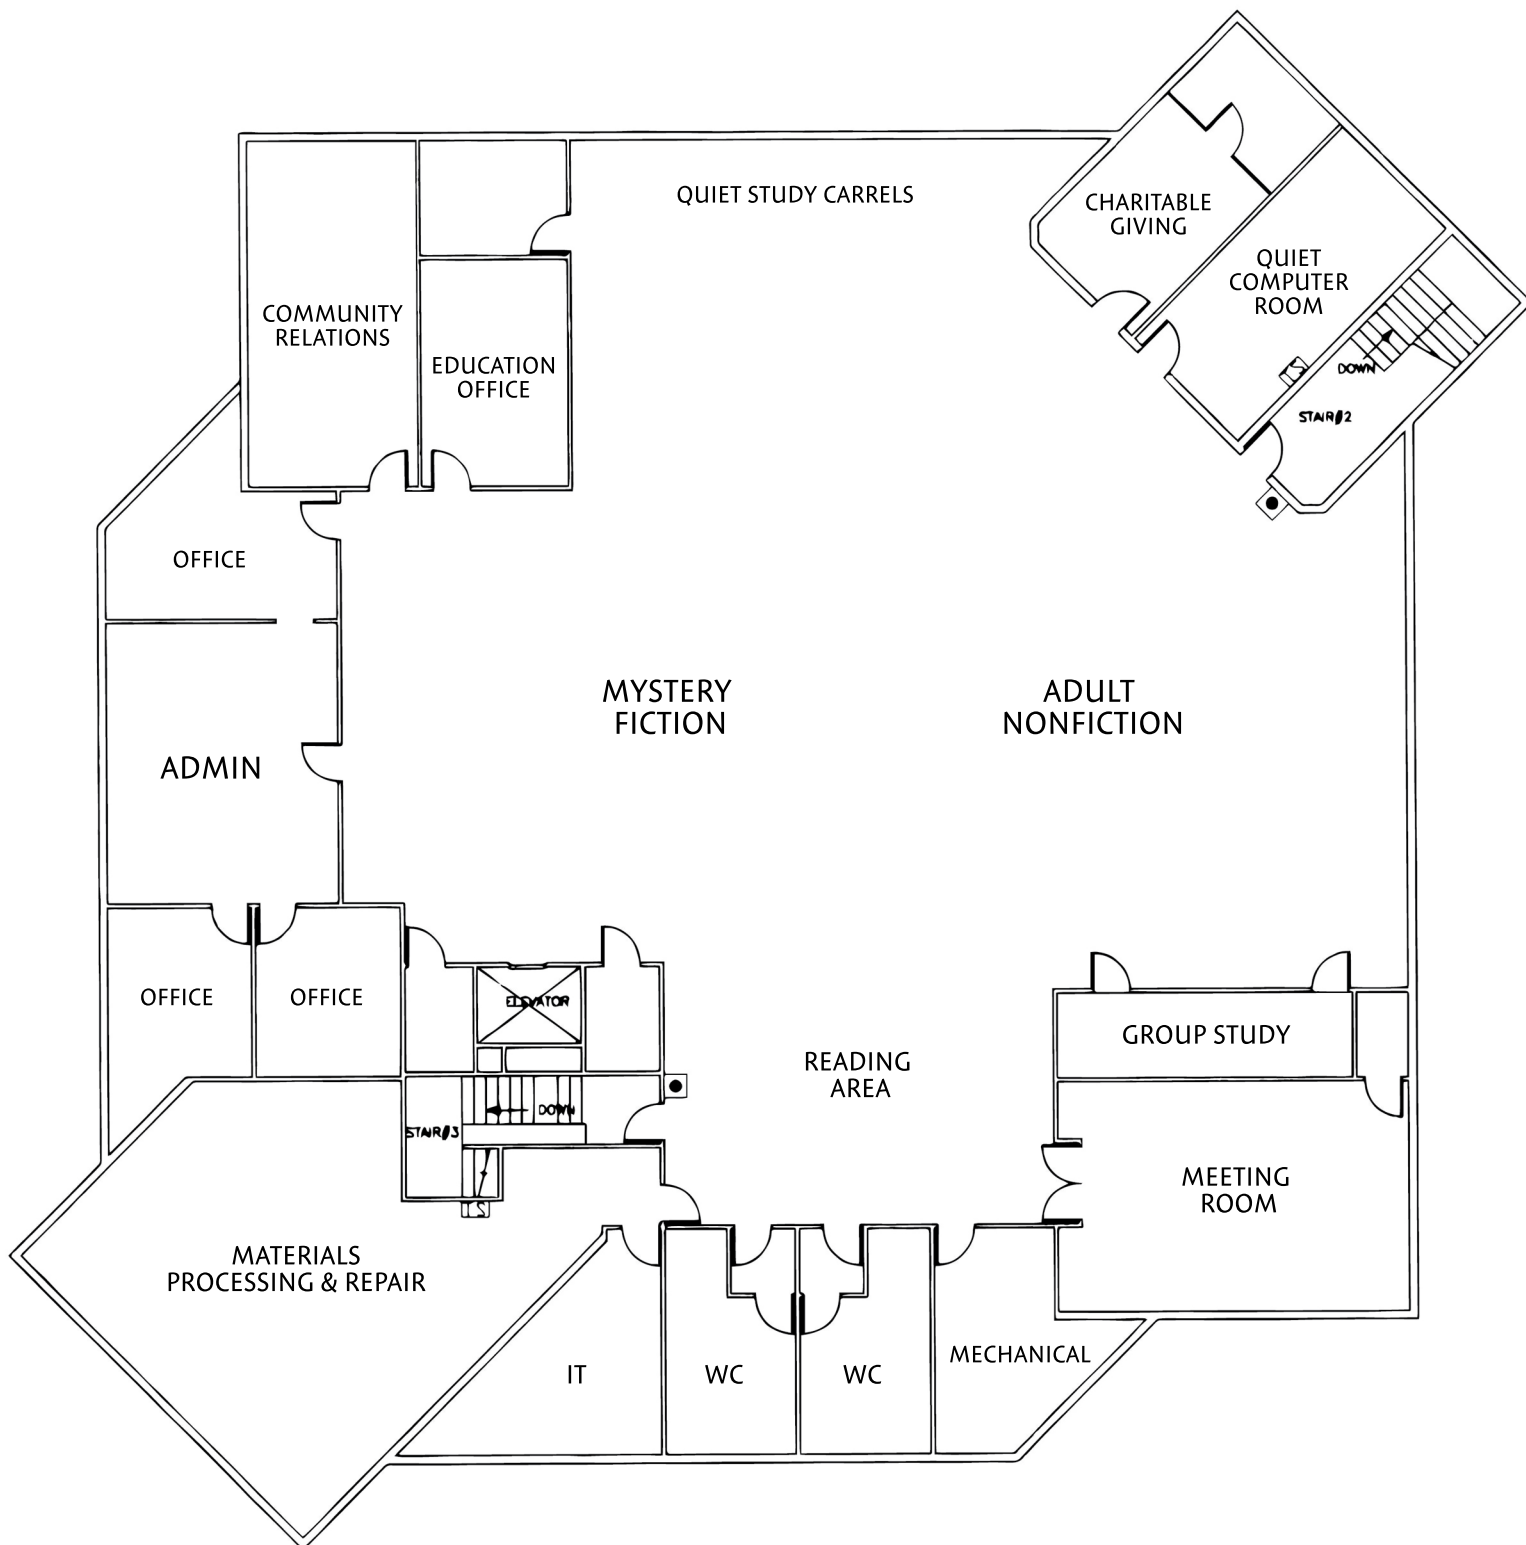 QUIET STUDY CARRELS
CHARITABLE
GIVING
QUIET
COMPUTER
ROOM
COMMUNITY
RELATIONS
EDUCATION
OFFICE
DOWN
STAIR#2
OFFICE
MYSTERY
FICTION
ADULT
NONFICTION
ADMIN
OFFICE
OFFICE
ELEVATOR
GROUP STUDY
READING
AREA
DOWN
STAIR#3
MEETING
ROOM
MATERIALS
PROCESSING & REPAIR
IT
WC
WC
MECHANICAL